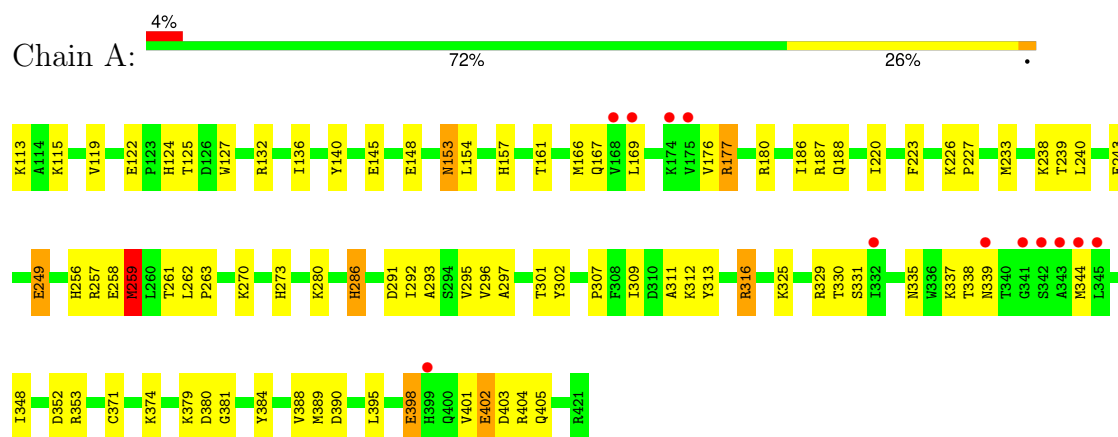 4%
Chain A:
72% 26% •
K113 A114 K115 V119 E122 P123 H124 T125 D126 W127 R132 I136 Y140 E145 E148 N153 L154 H157 T161 M166 Q167 V168 L169 K174 V175 V176 R177 R180 I186 R187 Q188 I220 F223 K226 P227 M233 K238 T239 L240
E249 H256 R257 E258 M259 L260 T261 L262 P263 K270 H273 K280 H286 D291 I292 A293 S294 V295 V296 A297 T301 Y302 P307 F308 I309 D310 A311 K312 Y313 R316 K325 R329 T330 S331 I332 N335 W336 K337 T338 N339 T340 G341 S342 A343 M344 L345
I348 D352 R353 C371 K374 K379 D380 G381 Y384 V388 M389 D390 L395 E398 H399 Q400 V401 E402 D403 R404 Q405 R421